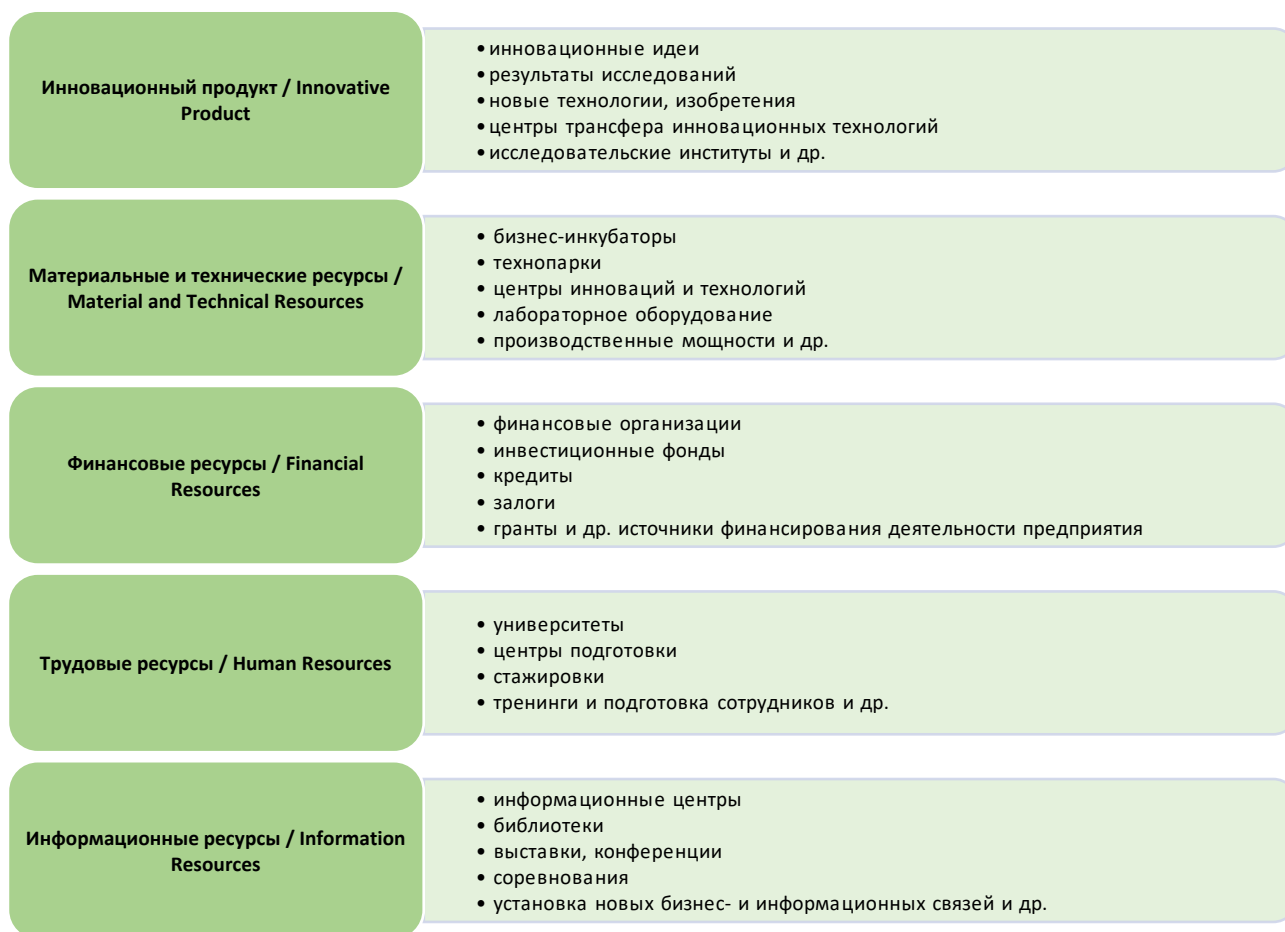 Инновационный продукт / Innovative
Product
•инновационные идеи
•результаты исследований
•новые технологии, изобретения
•центры трансфера инновационных технологий
•исследовательские институты и др.
Материальные и технические ресурсы /
Material and Technical Resources
• бизнес-инкубаторы
• технопарки
• центры инноваций и технологий
• лабораторное оборудование
• производственные мощности и др.
Финансовые ресурсы / Financial
Resources
• финансовые организации
• инвестиционные фонды
• кредиты
• залоги
• гранты и др. источники финансирования деятельности предприятия
Трудовые ресурсы / Human Resources
• университеты
• центры подготовки
• стажировки
• тренинги и подготовка сотрудников и др.
Информационные ресурсы / Information
Resources
• информационные центры
• библиотеки
• выставки, конференции
• соревнования
• установка новых бизнес- и информационных связей и др.